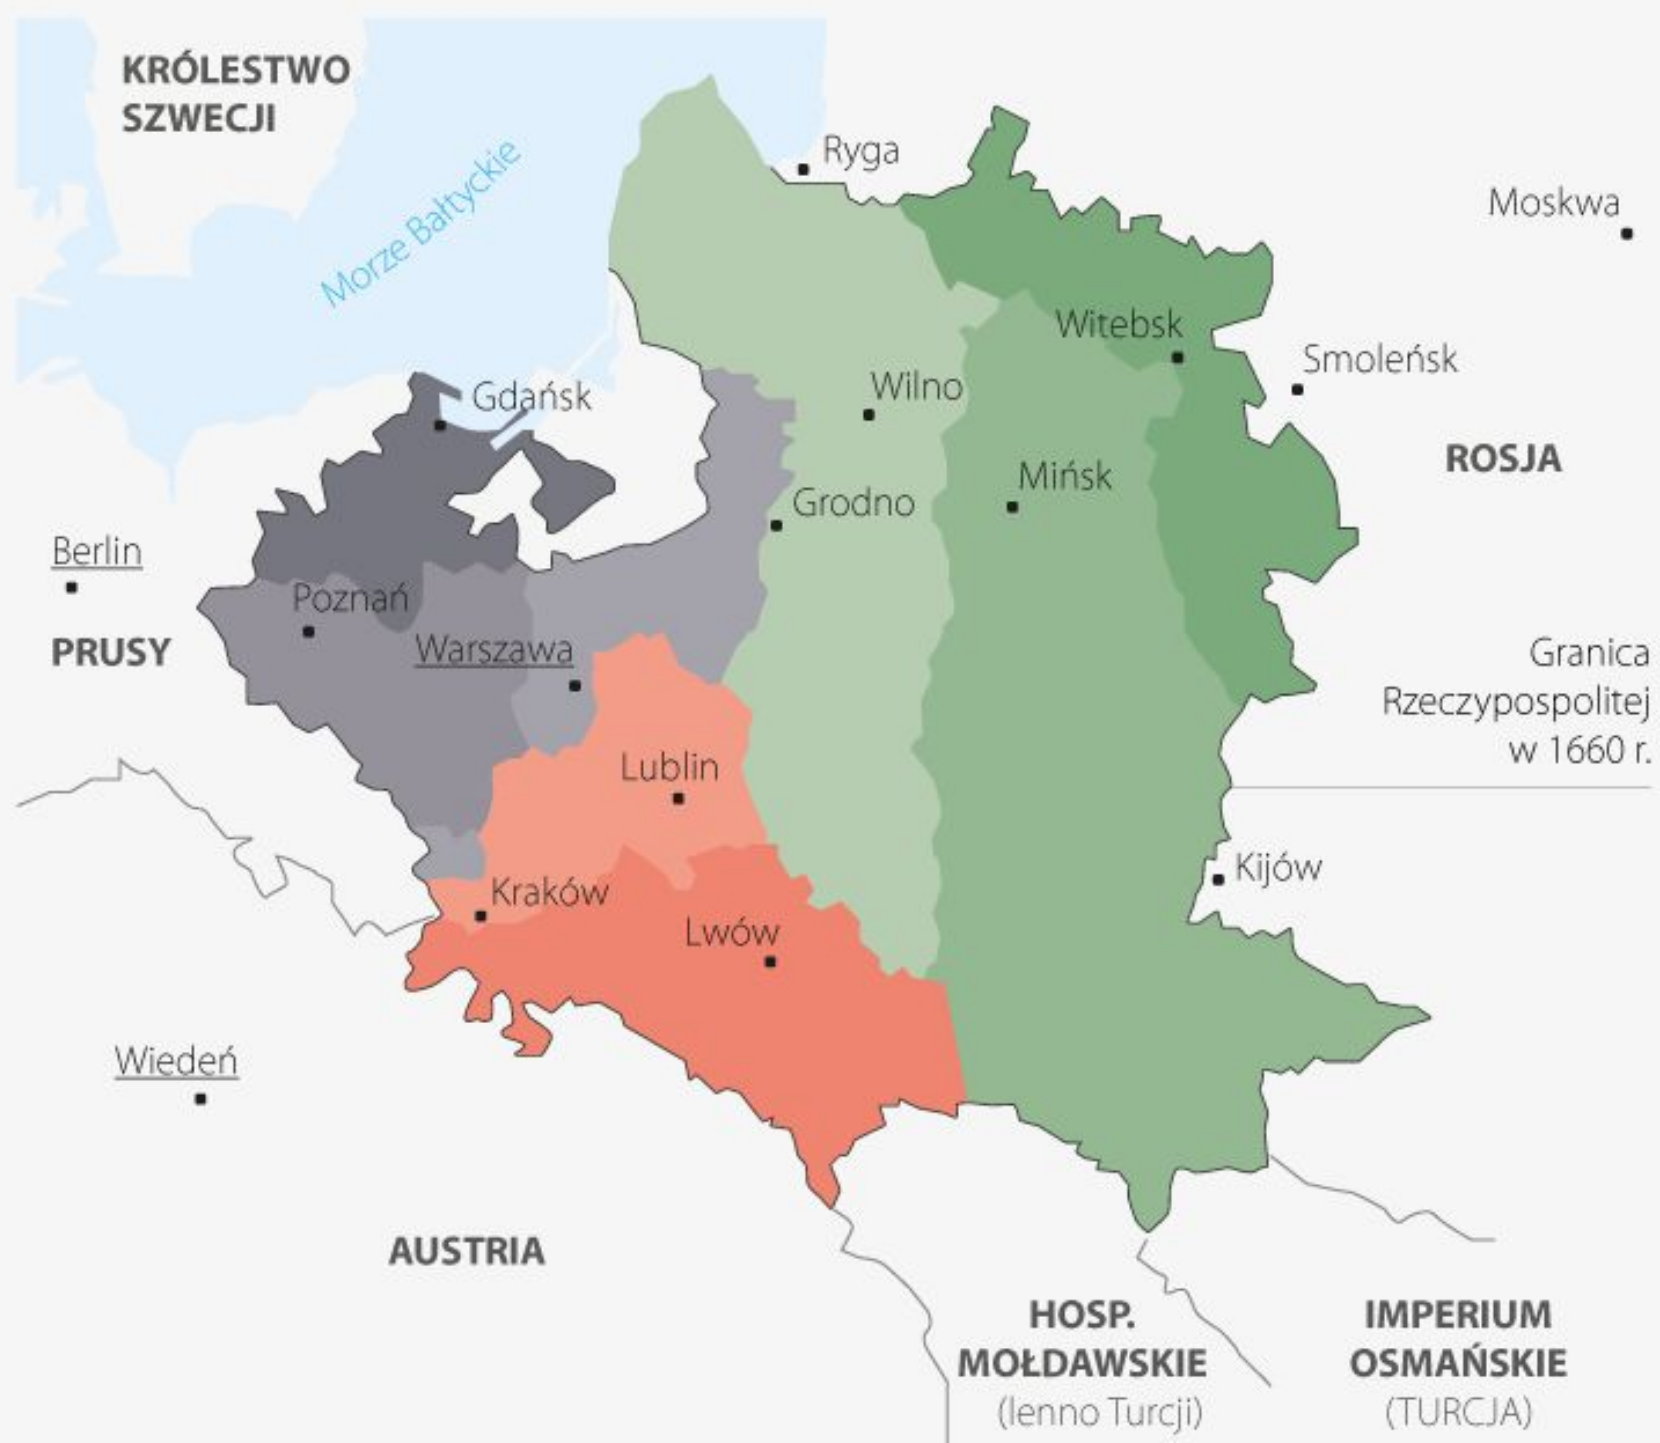 KRÓLESTWO
SZWECJI
Morze Bałtyckie
Ryga
Moskwa
Witebsk
Smoleńsk
Gdańsk
Wilno
ROSJA
Mińsk
Grodno
Berlin
Poznań
PRUSY
Warszawa
Granica
Rzeczypospolitej
w 1660 r.
Lublin
Kijów
Kraków
Lwów
Wiedeń
AUSTRIA
HOSP.
MOŁDAWSKIE
(lenno Turcji)
IMPERIUM
OSMAŃSKIE
(TURCJA)